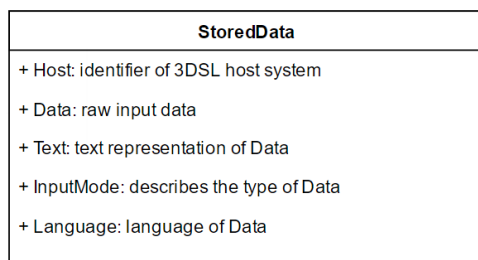 StoredData
+ Host: identifier of 3DSL host system
+ Data: raw input data
+ Text: text representation of Data
+ InputMode: describes the type of Data
+ Language: language of Data